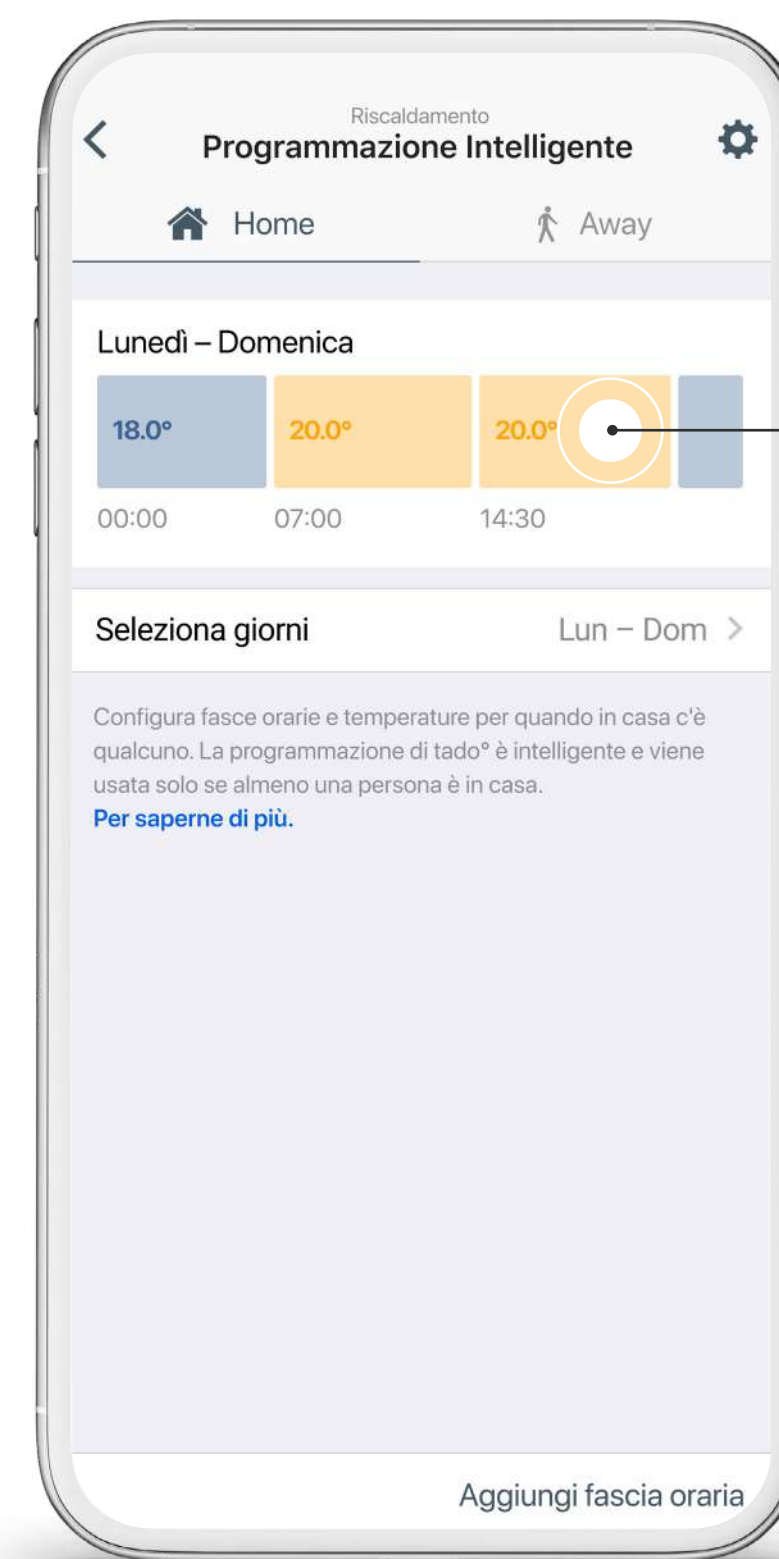 Riscaldamento
Programmazione Intelligente
Home
Away
Lunedì – Domenica
18.0° 20.0° 20.0°
00:00 07:00 14:30
Seleziona giorni Lun – Dom
Configura fasce orarie e temperature per quando in casa c'è
qualcuno. La programmazione di tado° è intelligente e viene
usata solo se almeno una persona è in casa.
Per saperne di più.
Aggiungi fascia oraria